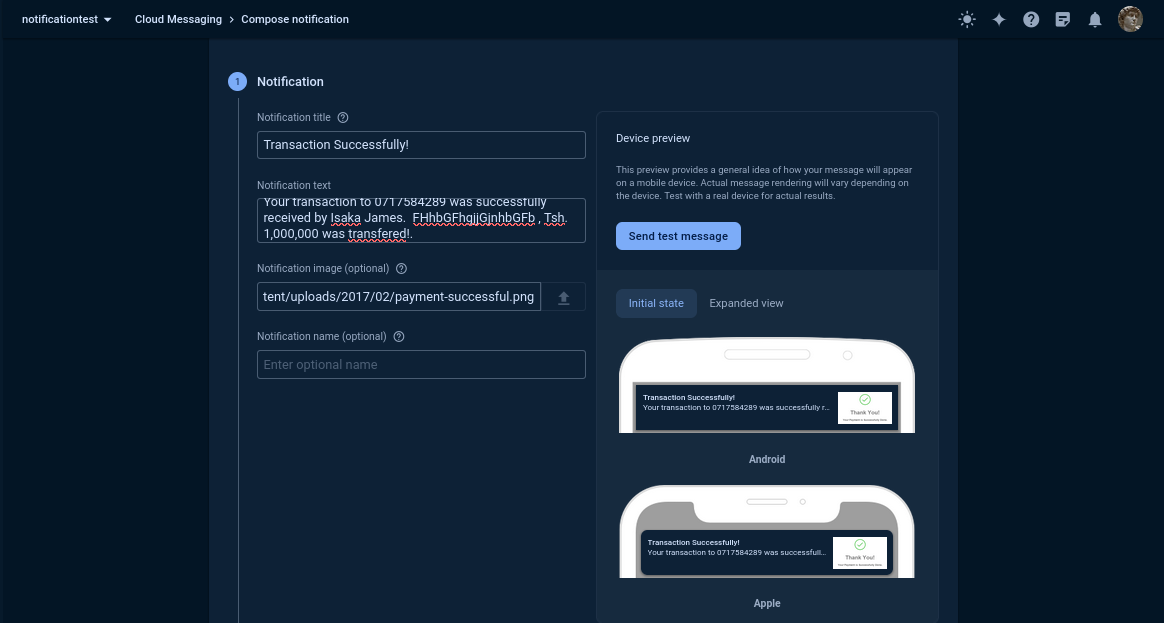 notificationtest
Cloud Messaging > Compose notification
1 Notification
Notification title
Transaction Successfully!
Notification text
Your transaction to 0717584289 was successfully
received by Isaka James. FHhbGFhgjjGjnhbGFb , Tsh.
1,000,000 was transfered!.
Notification image (optional)
tent/uploads/2017/02/payment-successful.png
Notification name (optional)
Enter optional name
Device preview
This preview provides a general idea of how your message will appear
on a mobile device. Actual message rendering will vary depending on
the device. Test with a real device for actual results.
Send test message
Initial state
Expanded view
Transaction Successfully!
Your transaction to 0717584289 was successfully r...
Thank You!
Android
Transaction Successfully!
Your transaction to 0717584289 was successfull...
Thank You!
Apple